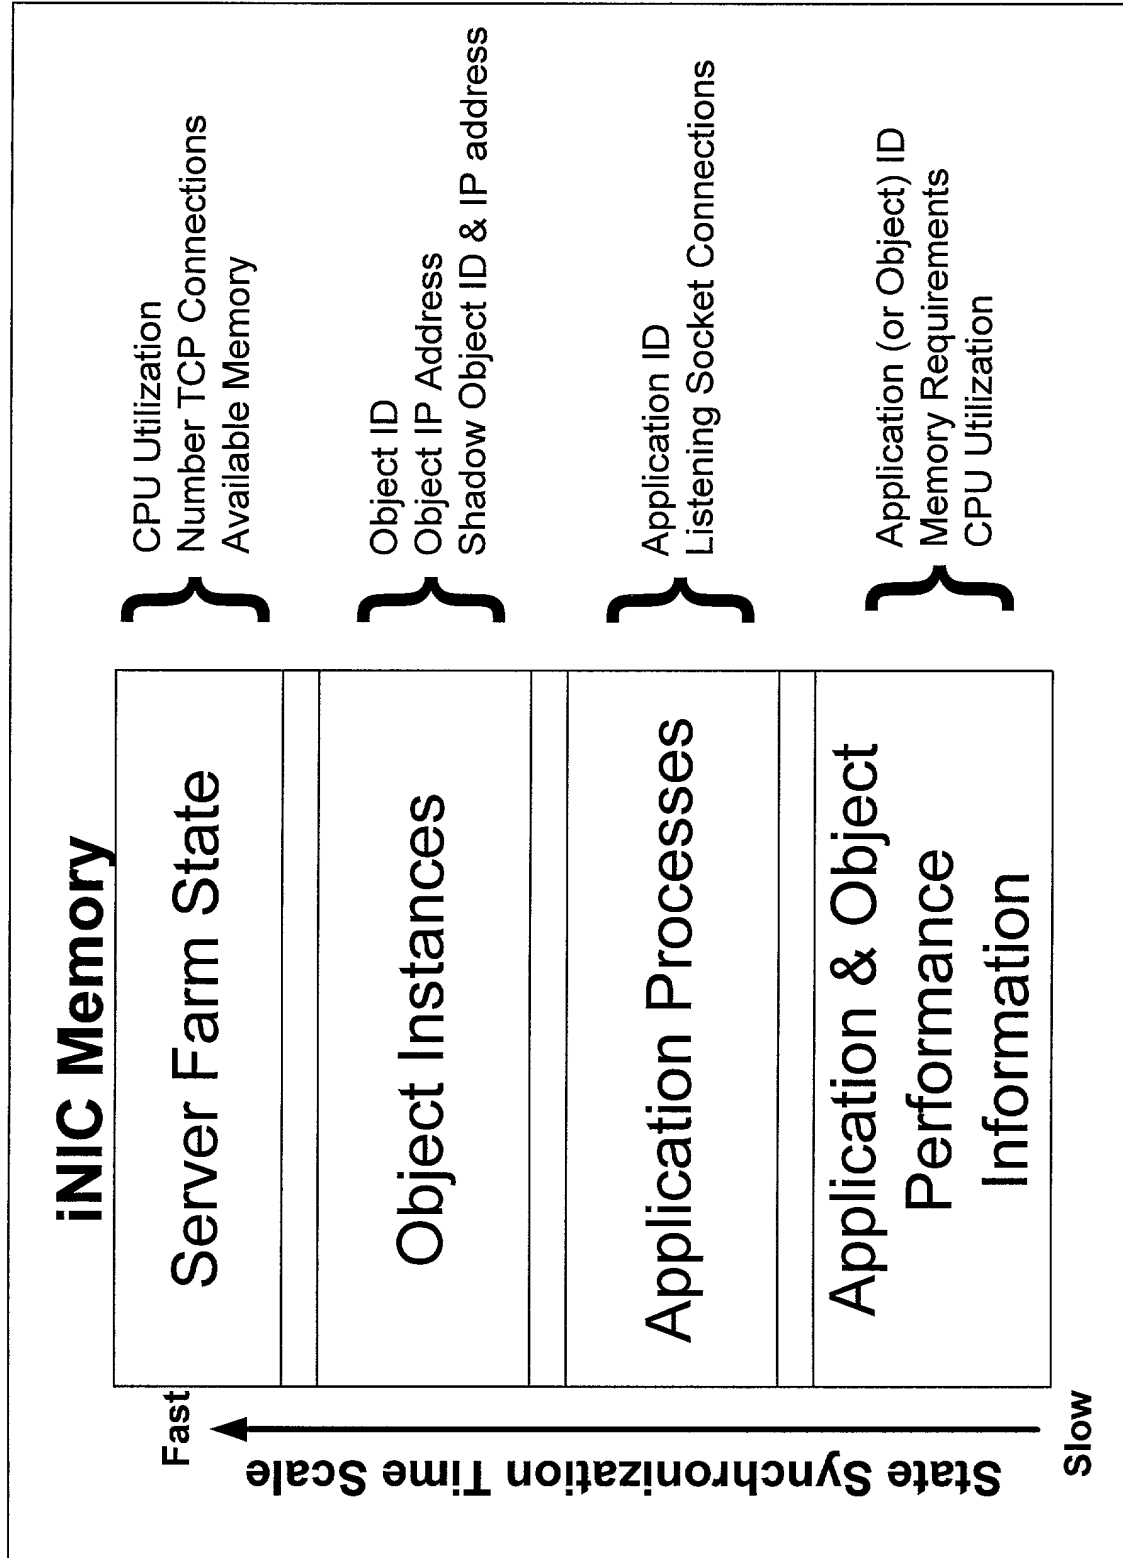 iNIC Memory
Fast
State Synchronization Time Scale
Slow
Server Farm State
CPU Utilization
Number TCP Connections
Available Memory
Object Instances
Object ID
Object IP Address
Shadow Object ID & IP address
Application Processes
Application ID
Listening Socket Connections
Application & Object
Performance
Information
Application (or Object) ID
Memory Requirements
CPU Utilization